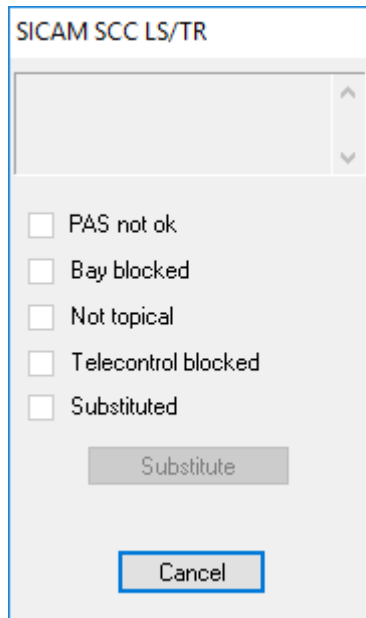 SICAM SCC LS/TR
PAS not ok
Bay blocked
Not topical
Telecontrol blocked
Substituted
Substitute
Cancel